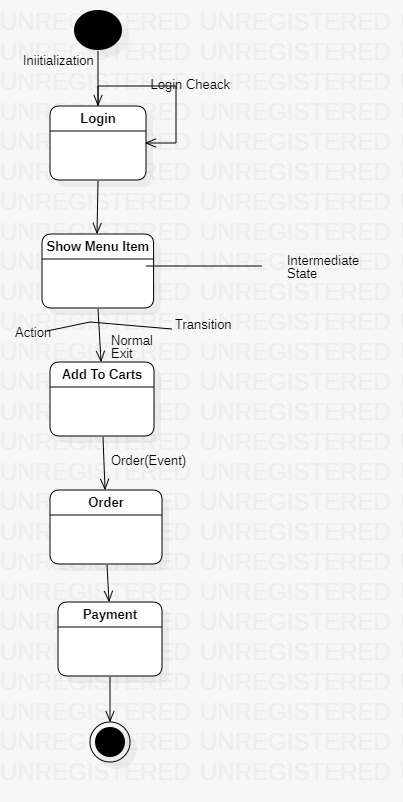 Iniitialization
Login Cheack
Login
Show Menu Item
Intermediate
State
Action
Transition
Normal
Exit
Add To Carts
Order(Event)
Order
Payment
UNREGISTERED